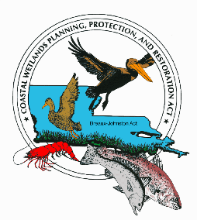 ★ COASTAL WETLANDS PLANNING, PROTECTION, AND RESTORATION ACT ★
Breaux-Johnston Act